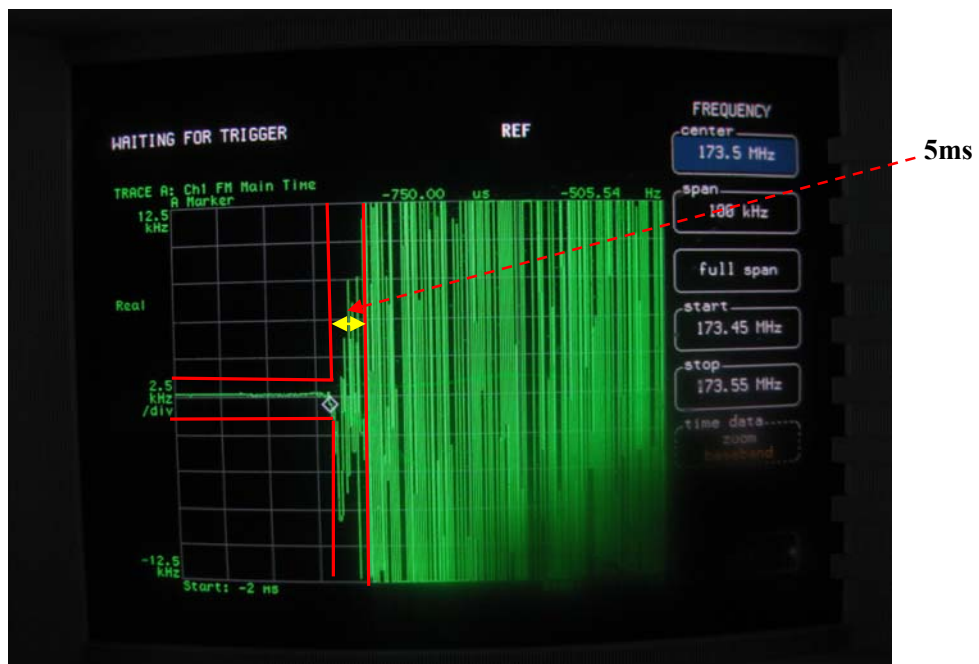 FREQUENCY
center
173.5 MHz
WAITING FOR TRIGGER
REF
5ms
TRACE A: Ch1 FM Main Time
A Marker
-750.00 us
-505.54 Hz
span
100 kHz
12.5
kHz
full span
Real
start
173.45 MHz
stop
173.55 MHz
2.5
kHz
/div
time data
zoom
baseband
-12.5
kHz
Start: -2 ms